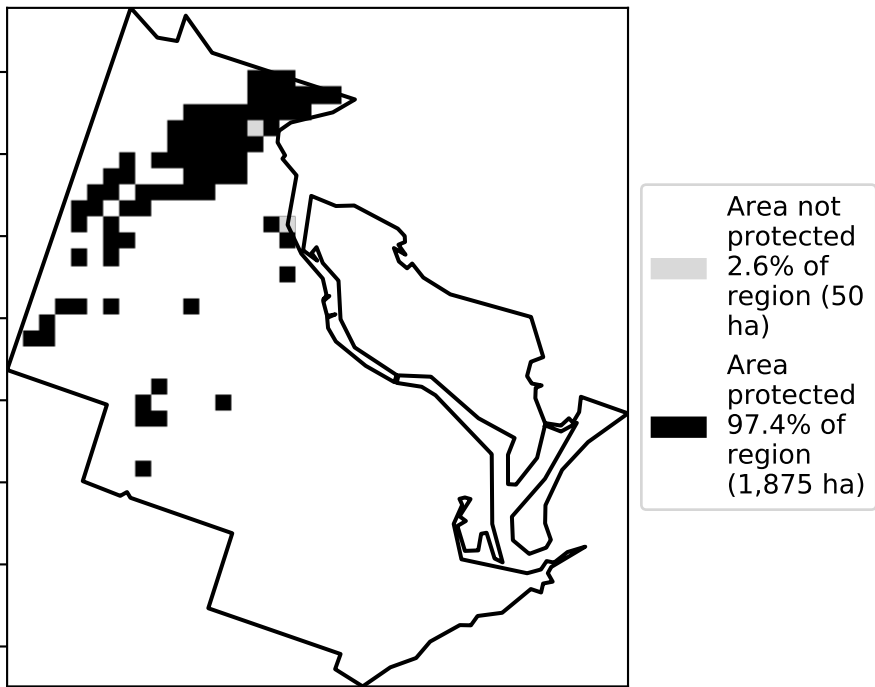 Area not
protected
2.6% of
region (50
ha)
Area
protected
97.4% of
region
(1,875 ha)